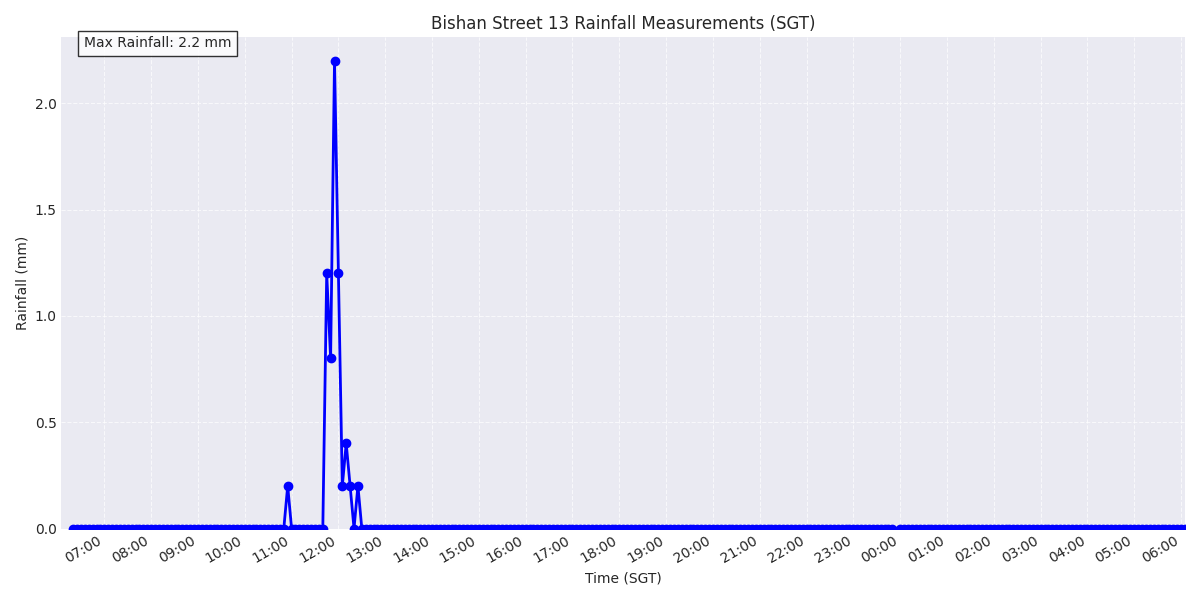 Bishan Street 13 Rainfall Measurements (SGT)
Max Rainfall: 2.2 mm
2.0
1.5
1.0
0.5
0.0
Rainfall (mm)
07:00 08:00 09:00 10:00 11:00 12:00 13:00 14:00 15:00 16:00 17:00 18:00 19:00 20:00 21:00 22:00 23:00 00:00 01:00 02:00 03:00 04:00 05:00 06:00
Time (SGT)